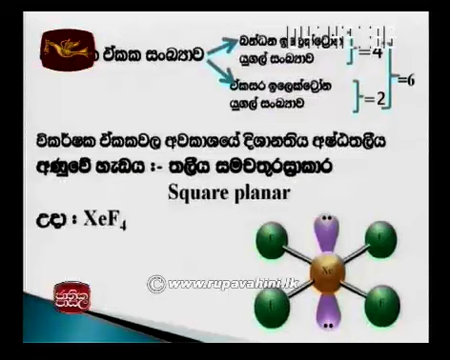 ඒකක සංඛ්‍යාව
බන්ධන
යුගල් සංඛ්‍යාව
=4
ඒකසර ඉලෙක්ට්‍රෝන
යුගල් සංඛ්‍යාව
=2
=6
විකර්ෂක ඒකකවල අවකාශයේ දිශානතිය අෂ්ඨතලීය
අණුවේ හැඩය :- තලීය සමචතුරස්‍රාකාර
Square planar
උදා : XeF4
F
F
Xe
F
F
© www.rupavahini.lk